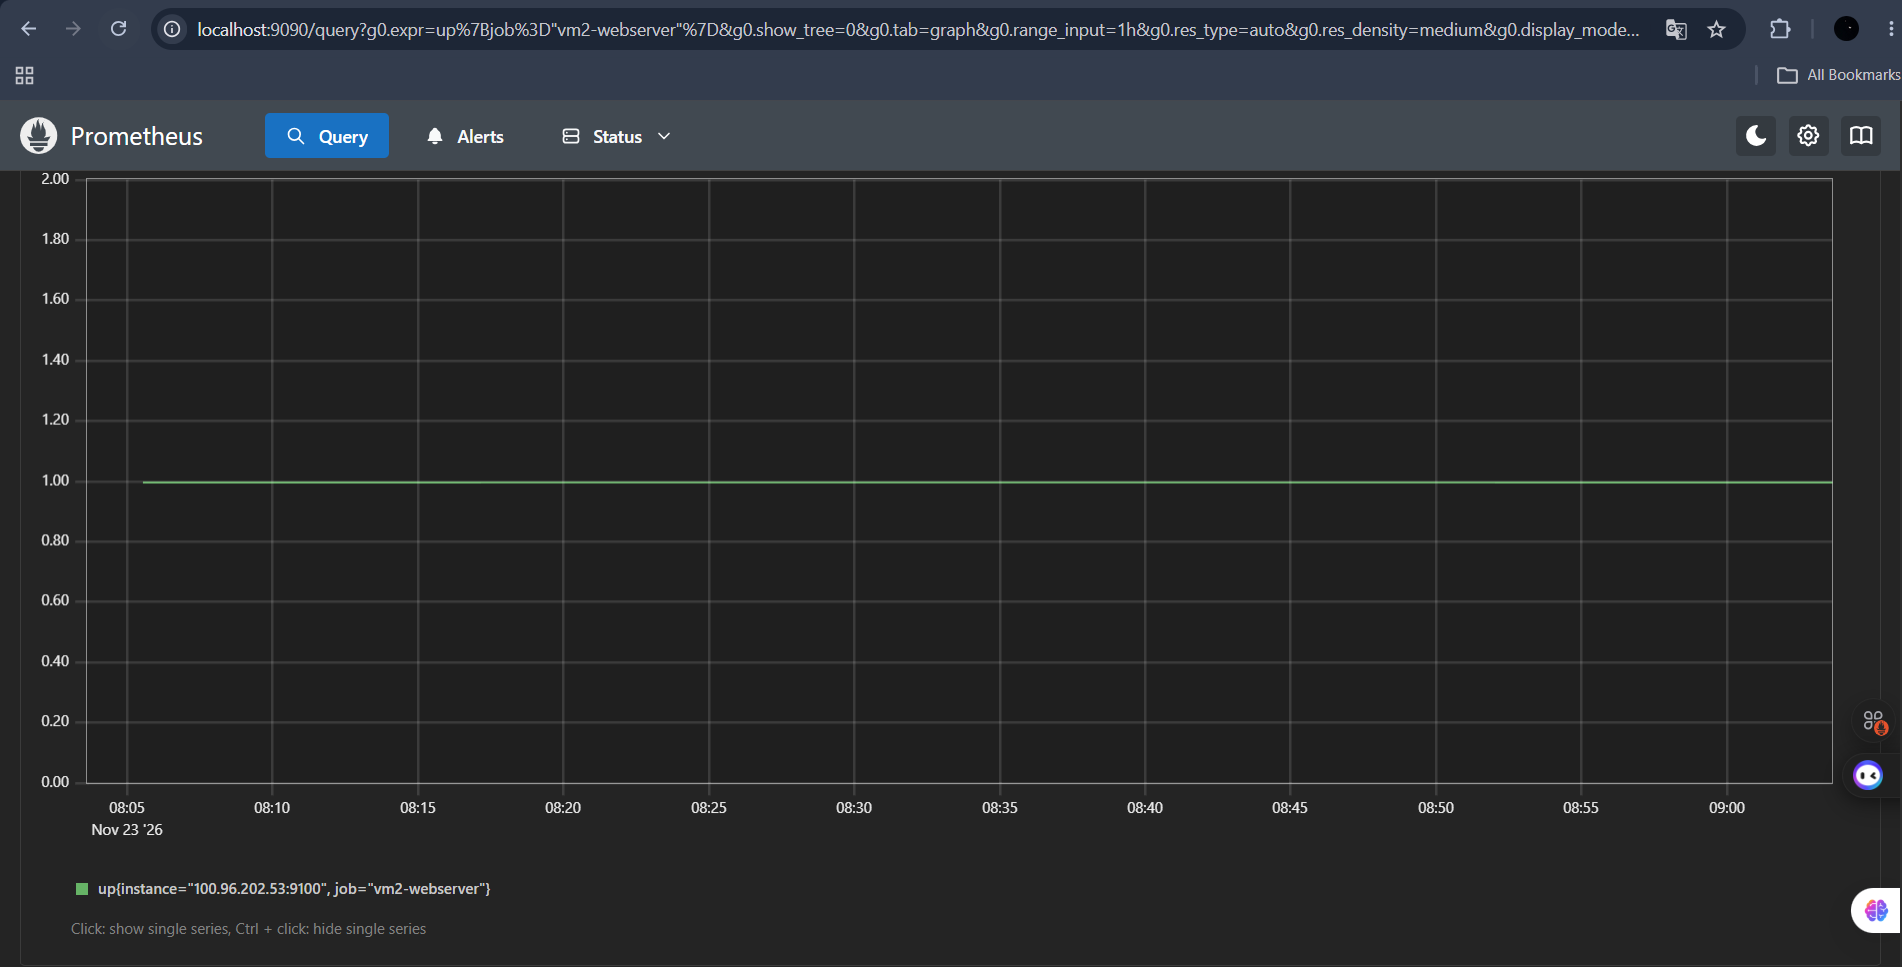 localhost:9090/query?g0.expr=up%7Bjob%3D"vm2-webserver"%7D&g0.show_tree=0&g0.tab=graph&g0.range_input=1h&g0.res_type=auto&g0.res_density=medium&g0.display_mode...
All Bookmarks
Prometheus
Query
Alerts
Status
2.00
1.80
1.60
1.40
1.20
1.00
0.80
0.60
0.40
0.20
0.00
08:05 08:10 08:15 08:20 08:25 08:30 08:35 08:40 08:45 08:50 08:55 09:00
Nov 23 '26
up{instance="100.96.202.53:9100", job="vm2-webserver"}
Click: show single series, Ctrl + click: hide single series